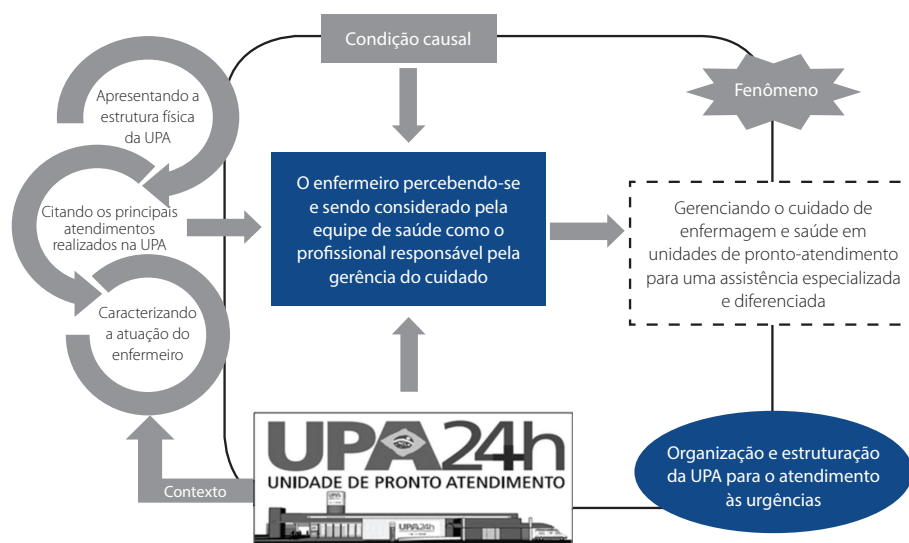 Condição causal
Fenômeno
Apresentando a
estrutura física
da UPA
Citando os principais
atendimentos
realizados na UPA
Caracterizando
a atuação do
enfermeiro
O enfermeiro percebendo-se
e sendo considerado pela
equipe de saúde como o
profissional responsável pela
gerência do cuidado
Gerenciando o cuidado de
enfermagem e saúde em
unidades de pronto-atendimento
para uma assistência especializada
e diferenciada
Contexto
UPA24h
UNIDADE DE PRONTO ATENDIMENTO
UPA
UPA24h
Organização e estruturação
da UPA para o atendimento
às urgências